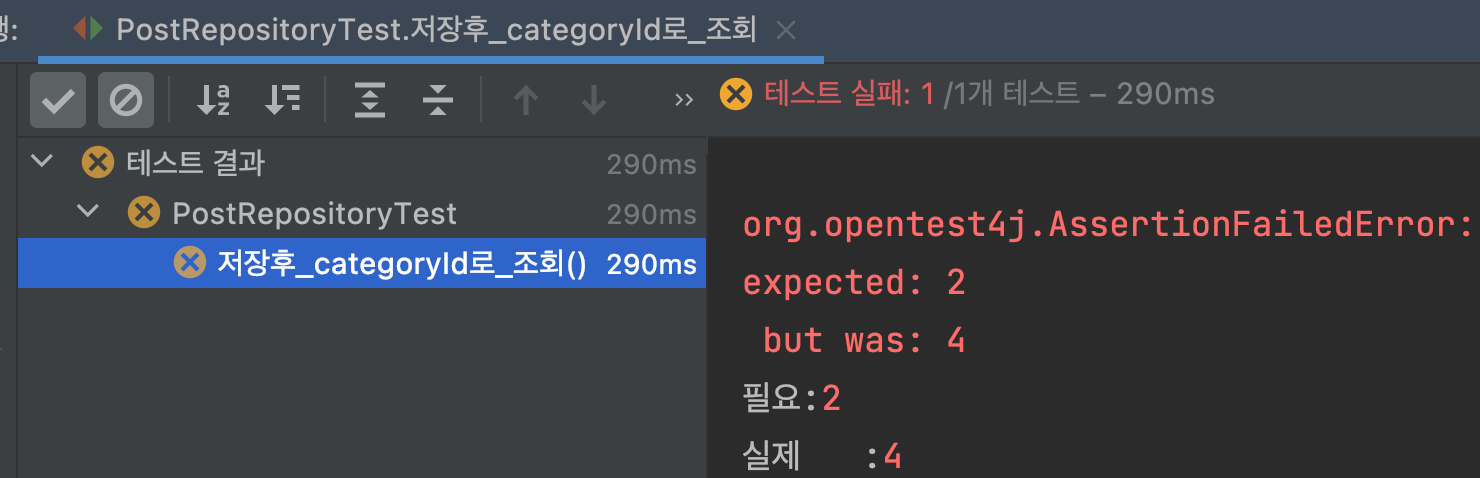 행:
PostRepositoryTest.저장후_categoryId로_조회
테스트 실패: 1 /1개 테스트 – 290ms
테스트 결과 290ms
PostRepositoryTest 290ms
저장후_categoryId로_조회() 290ms
org.opentest4j.AssertionFailedError:
expected: 2
but was: 4
필요:2
실제 :4